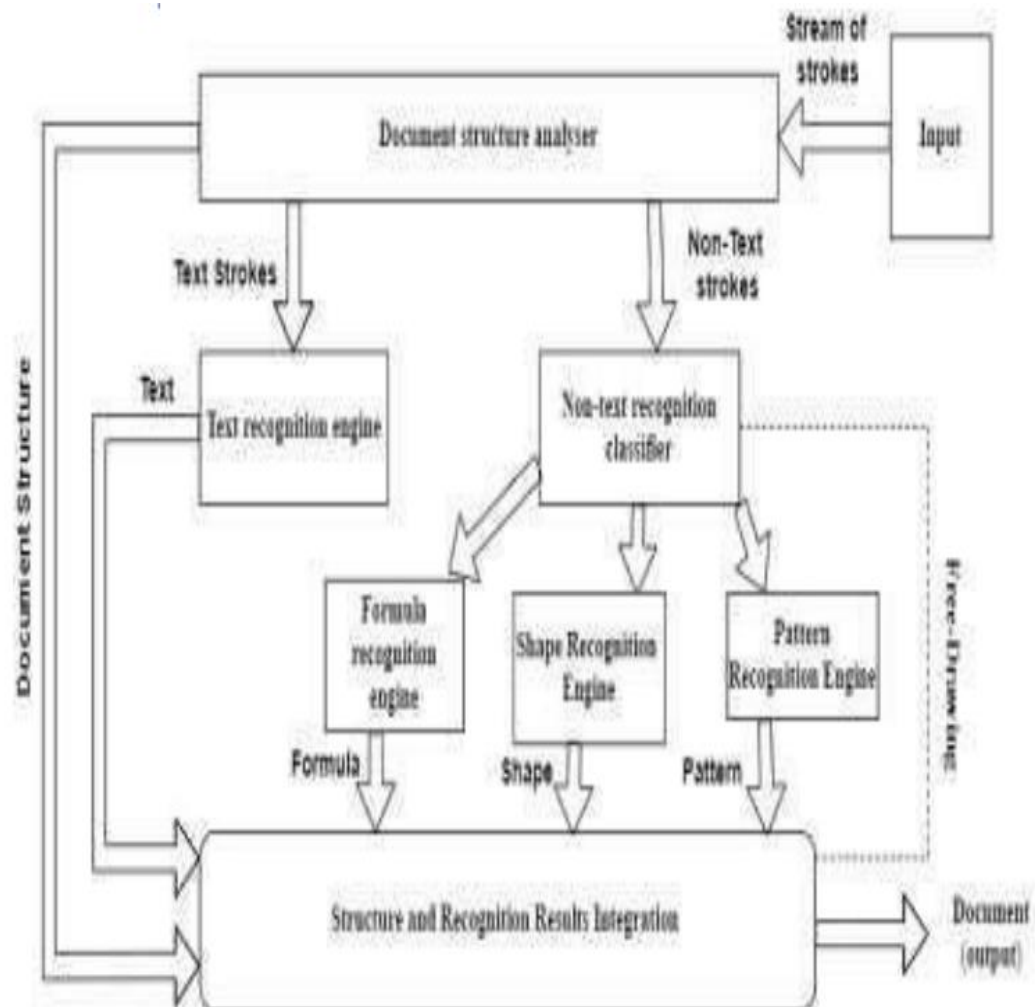 Stream of
strokes
Input
Document structure analyser
Text Strokes
Non-Text
strokes
Document Structure
Text
Text recognition engine
Non-text recognition
classifier
Free-Drawing
Formula
recognition
engine
Shape Recognition
Engine
Pattern
Recognition Engine
Formula
Shape
Pattern
Structure and Recognition Results Integration
Document
(output)